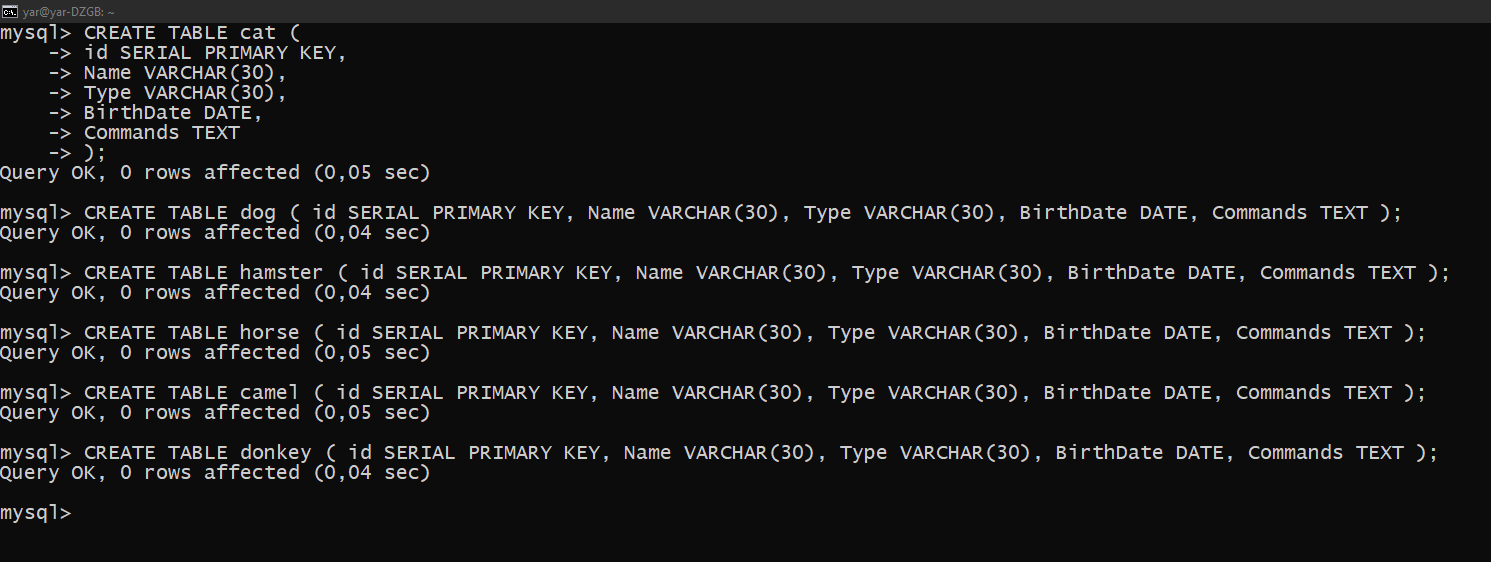 yar@yar-DZGB: ~
mysql> CREATE TABLE cat (
    -> id SERIAL PRIMARY KEY,
    -> Name VARCHAR(30),
    -> Type VARCHAR(30),
    -> BirthDate DATE,
    -> Commands TEXT
    -> );
Query OK, 0 rows affected (0,05 sec)
mysql> CREATE TABLE dog ( id SERIAL PRIMARY KEY, Name VARCHAR(30), Type VARCHAR(30), BirthDate DATE, Commands TEXT );
Query OK, 0 rows affected (0,04 sec)
mysql> CREATE TABLE hamster ( id SERIAL PRIMARY KEY, Name VARCHAR(30), Type VARCHAR(30), BirthDate DATE, Commands TEXT );
Query OK, 0 rows affected (0,04 sec)
mysql> CREATE TABLE horse ( id SERIAL PRIMARY KEY, Name VARCHAR(30), Type VARCHAR(30), BirthDate DATE, Commands TEXT );
Query OK, 0 rows affected (0,05 sec)
mysql> CREATE TABLE camel ( id SERIAL PRIMARY KEY, Name VARCHAR(30), Type VARCHAR(30), BirthDate DATE, Commands TEXT );
Query OK, 0 rows affected (0,05 sec)
mysql> CREATE TABLE donkey ( id SERIAL PRIMARY KEY, Name VARCHAR(30), Type VARCHAR(30), BirthDate DATE, Commands TEXT );
Query OK, 0 rows affected (0,04 sec)
mysql>